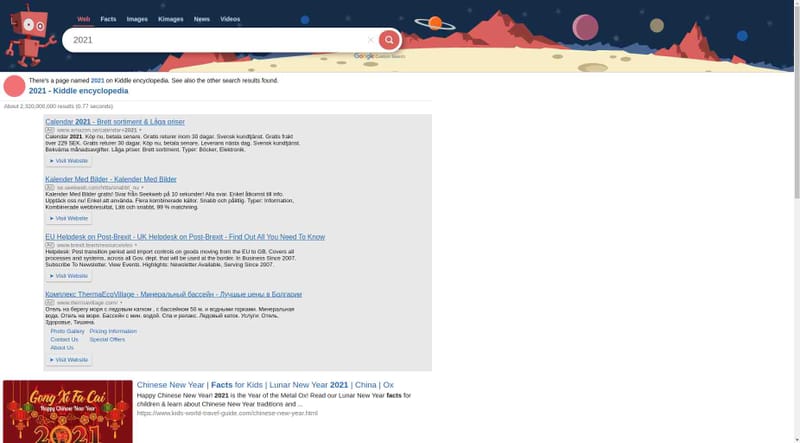 Web Facts Images Kimages News Videos
2021
Google Custom Search
There's a page named 2021 on Kiddle encyclopedia. See also the other search results found.
2021 - Kiddle encyclopedia
About 2,320,000,000 results (0.77 seconds)
Calendar 2021 - Brett sortiment & Låga priser
Ad www.amazon.se/calendar+2021
Calendar 2021. Köp nu, betala senare. Gratis returer inom 30 dagar. Svensk kundtjänst. Gratis frakt
över 229 SEK. Gratis returer 30 dagar. Köp nu, betala senare. Leverans nästa dag. Svensk kundtjänst.
Bekväma månadsavgifter. Låga priser. Brett sortiment. Typer: Böcker, Elektronik.
Visit Website
Kalender Med Bilder - Kalender Med Bilder
Ad
Kalender Med Bilder gratis! Svar från Seekweb på 10 sekunder! Alla svar. Enkel åtkomst till info.
Upptäck oss nu! Enkel att använda. Flera kombinerade källor. Snabb och pålitlig. Typer: Information,
Kombinerade webbresultat, Lätt och snabbt, 99 % matchning.
Visit Website
EU Helpdesk on Post-Brexit - UK Helpdesk on Post-Brexit - Find Out All You Need To Know
Ad
Helpdesk: Post transition period and import controls on goods moving from the EU to GB. Covers all
processes and systems, across all Gov. dept. that will be used at the border. In Business Since 2007.
Subscribe To Newsletter. View Events. Highlights: Newsletter Available, Serving Since 2007.
Visit Website
Комплекс ThermaEcoVillage - Минеральный бассейн - Лучшие цены в Болгарии
Ad www.thermavillage.com/
Отель на берегу моря с ледовым катком , с бассейном 50 м. и водными горками. Минеральная
вода. Отель на море. Бассейн с мин. водой. Спа и релакс. Ледовый каток. Услуги: Отель,
Здоровье, Тишина.
Photo Gallery Pricing Information
Contact Us Special Offers
About Us
Visit Website
Gong Xi Fa Cai
Happy Chinese New Year
2021
Chinese New Year | Facts for Kids | Lunar New Year 2021 | China | Ox
Happy Chinese New Year! 2021 is the Year of the Metal Ox! Read our Lunar New Year facts for
children & learn about Chinese New Year traditions and ...
https://www.kids-world-travel-guide.com/chinese-new-year.html